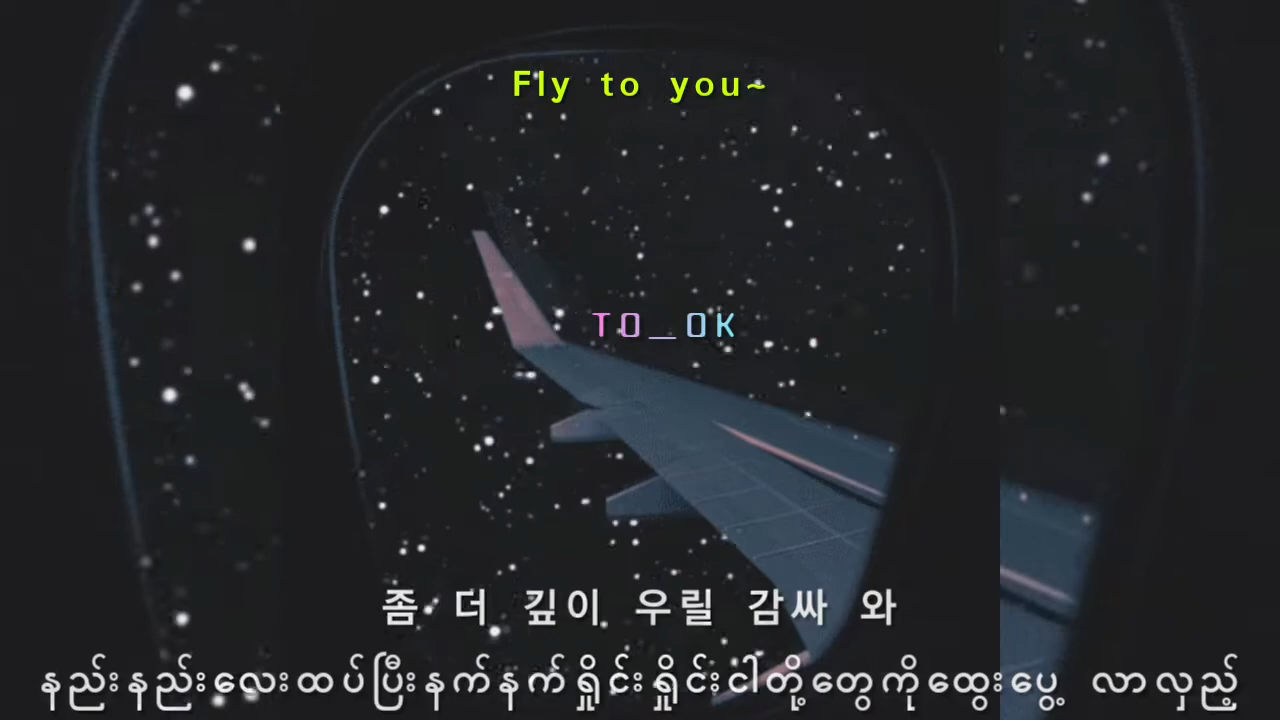 Fly to you~
TO_OK
좀 더 깊이 우릴 감싸 와
နည်းနည်းလေးထပ်ပြီးနက်နက်ရှိုင်းရှိုင်းငါတို့တွေကိုထွေးပွေ့ လာလှည့်